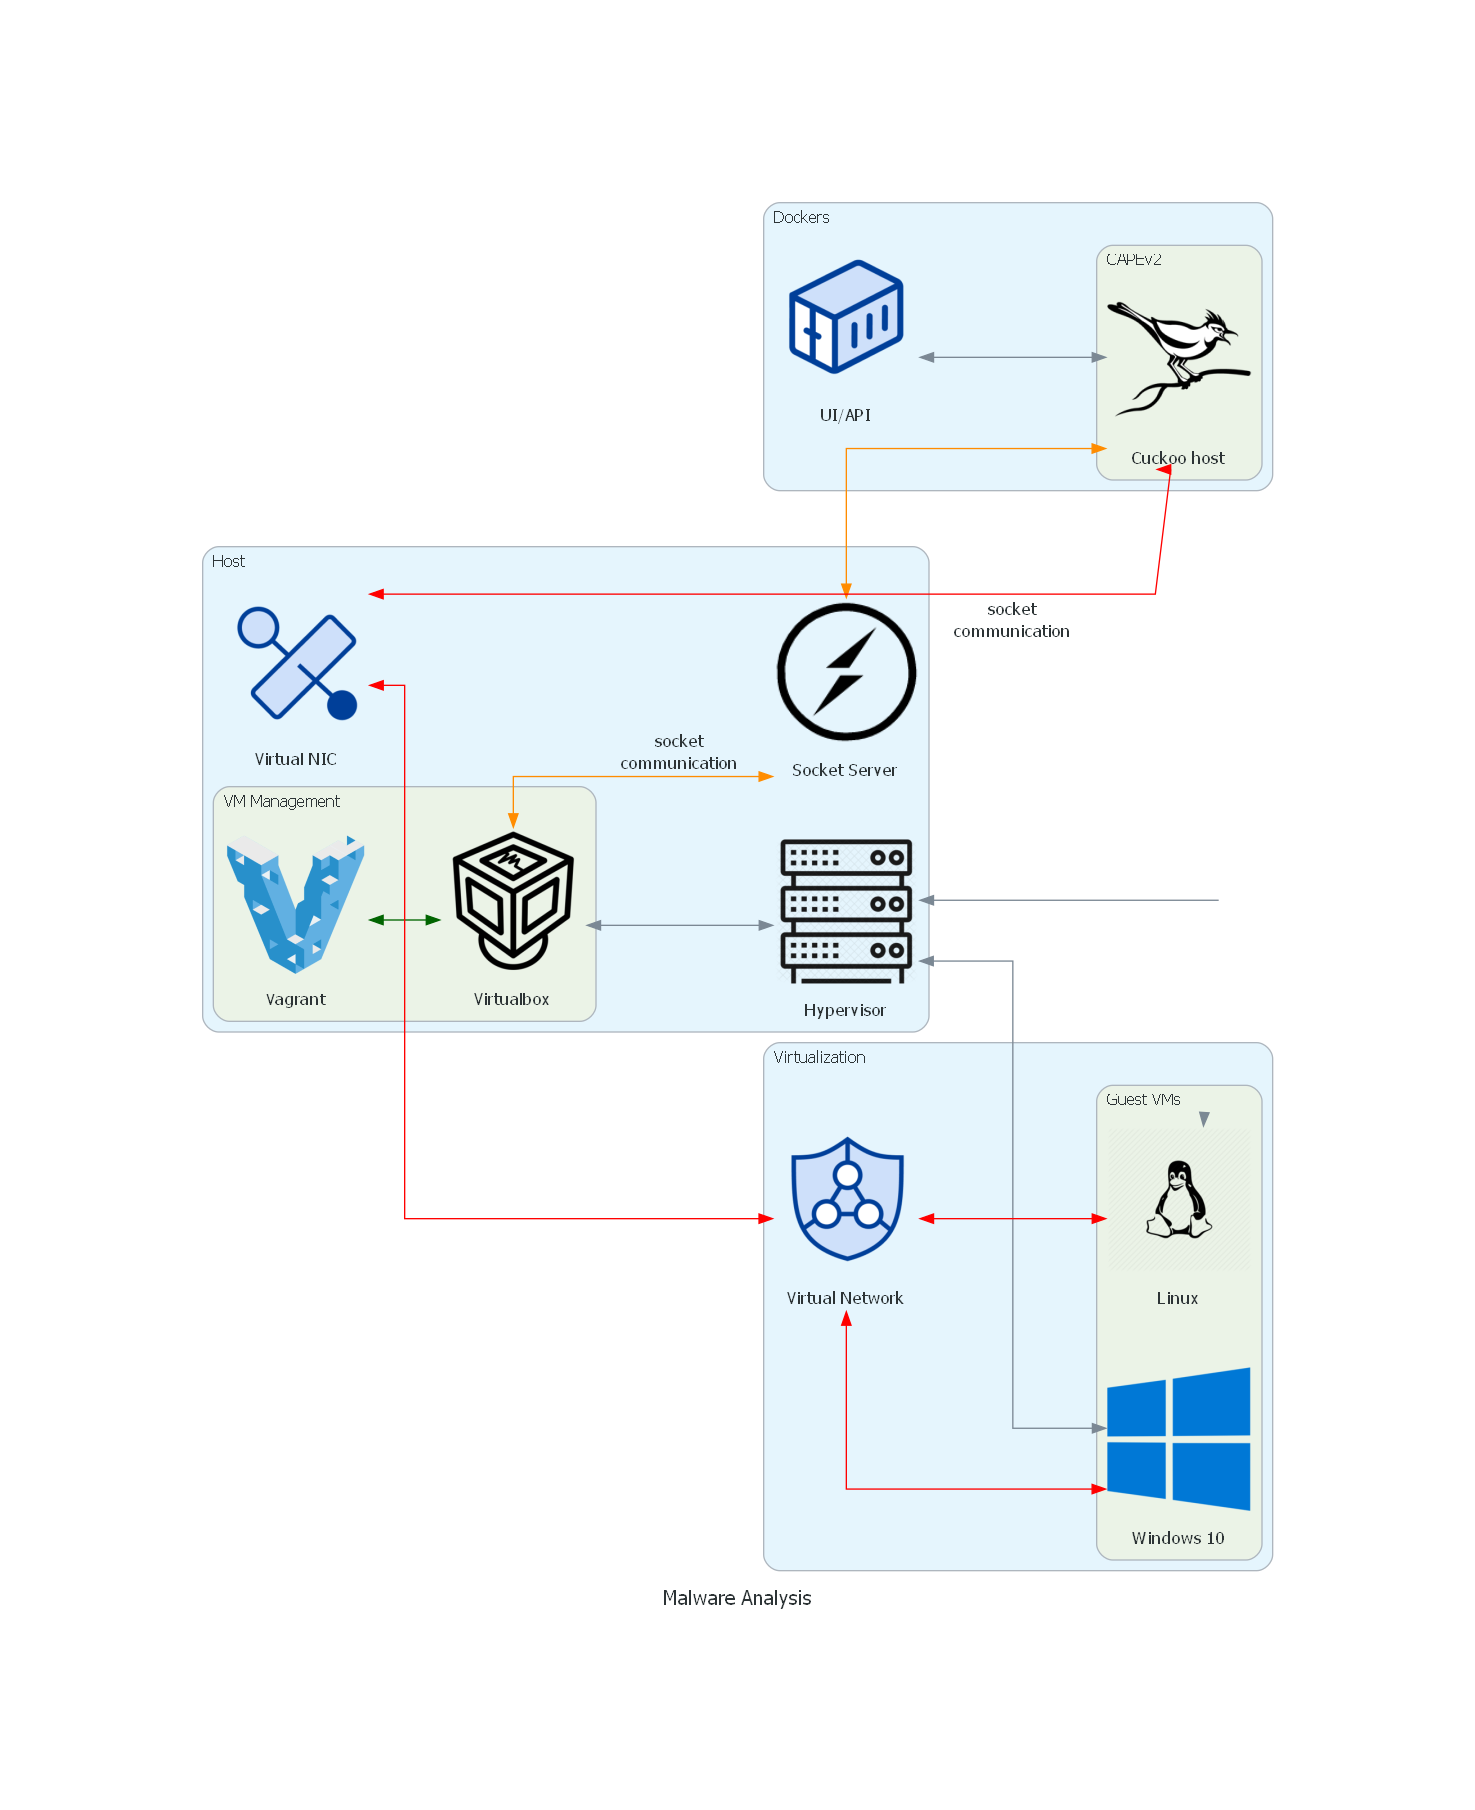 Dockers
CAPEv2
UI/API
Cuckoo host
Host
socket
communication
Virtual NIC
socket
communication
Socket Server
VM Management
Vagrant
Virtualbox
Hypervisor
Virtualization
Guest VMs
Virtual Network
Linux
Windows 10
Malware Analysis